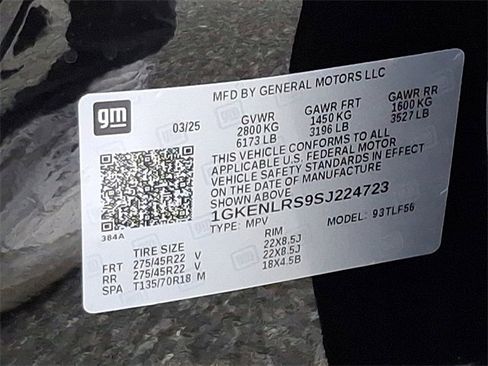 MFD BY GENERAL MOTORS LLC
gm
03/25
GVWR GAWR FRT GAWR RR
2800 KG 1450 KG 1600 KG
6173 LB 3196 LB 3527 LB
THIS VEHICLE CONFORMS TO ALL
APPLICABLE U.S. FEDERAL MOTOR
VEHICLE SAFETY STANDARDS IN EFFECT
ON THE DATE OF MANUFACTURE
SHOWN ABOVE
1GKENLRS9SJ224723
TYPE: MPV MODEL: 93TLF56
384A
TIRE SIZE RIM
FRT 275/45R22 V 22X8.5J
RR 275/45R22 V 22X8.5J
SPA T135/70R18 M 18X4.5B